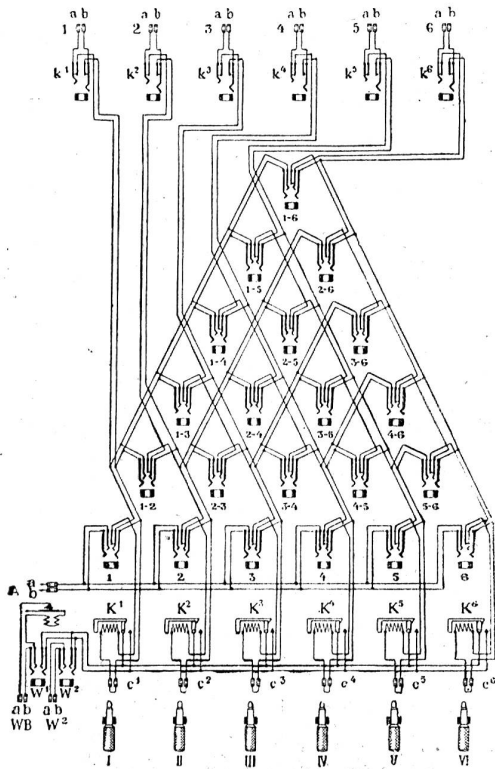 a b a b a b a b a b a b
1 2 3 4 5 6
k¹ k² k³ k⁴ k⁵ k⁶
1-6
1-5 2-6
1-4 2-5 3-6
1-3 2-4 3-5 4-6
1-2 2-3 3-4 4-5 5-6
1 2 3 4 5 6
A a
b
K¹ K² K³ K⁴ K⁵ K⁶
W¹ W²
c¹ c² c³ c⁴ c⁵ c⁶
a b a b
WB W²
I II III IV V VI